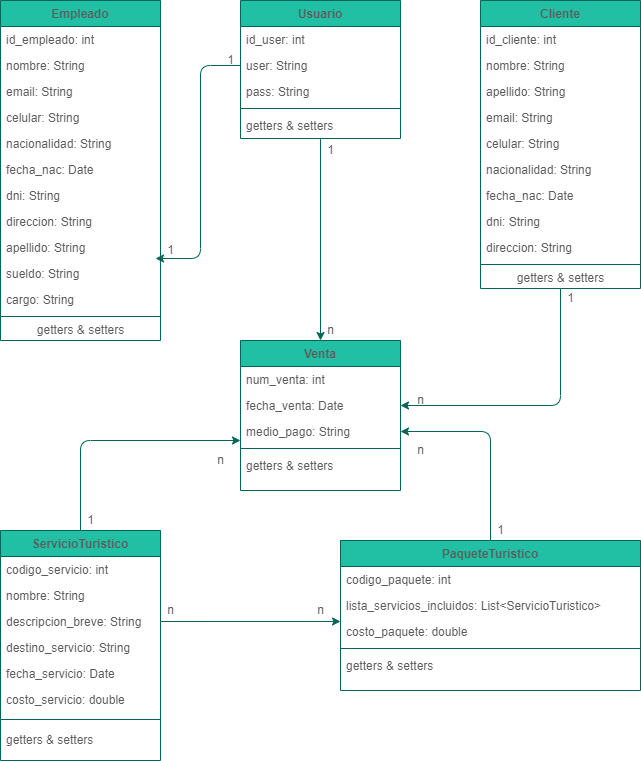 Empleado
id_empleado: int
nombre: String
email: String
celular: String
nacionalidad: String
fecha_nac: Date
dni: String
direccion: String
apellido: String
sueldo: String
cargo: String
getters & setters
Usuario
id_user: int
user: String
pass: String
getters & setters
Cliente
id_cliente: int
nombre: String
apellido: String
email: String
celular: String
nacionalidad: String
fecha_nac: Date
dni: String
direccion: String
getters & setters
1
1
1
n
1
n
Venta
num_venta: int
fecha_venta: Date
medio_pago: String
getters & setters
n
1
n
1
ServicioTuristico
codigo_servicio: int
nombre: String
descripcion_breve: String
destino_servicio: String
fecha_servicio: Date
costo_servicio: double
getters & setters
n
n
PaqueteTuristico
codigo_paquete: int
lista_servicios_incluidos: List<ServicioTuristico>
costo_paquete: double
getters & setters